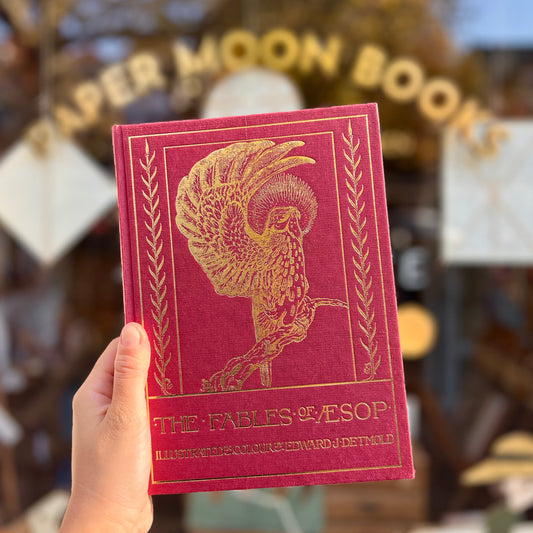 PAPER MOON BOOKS
THE · FABLES · OF · ÆSOP ·
ILLUSTRATED IN COLOUR BY EDWARD J · DETMOLD